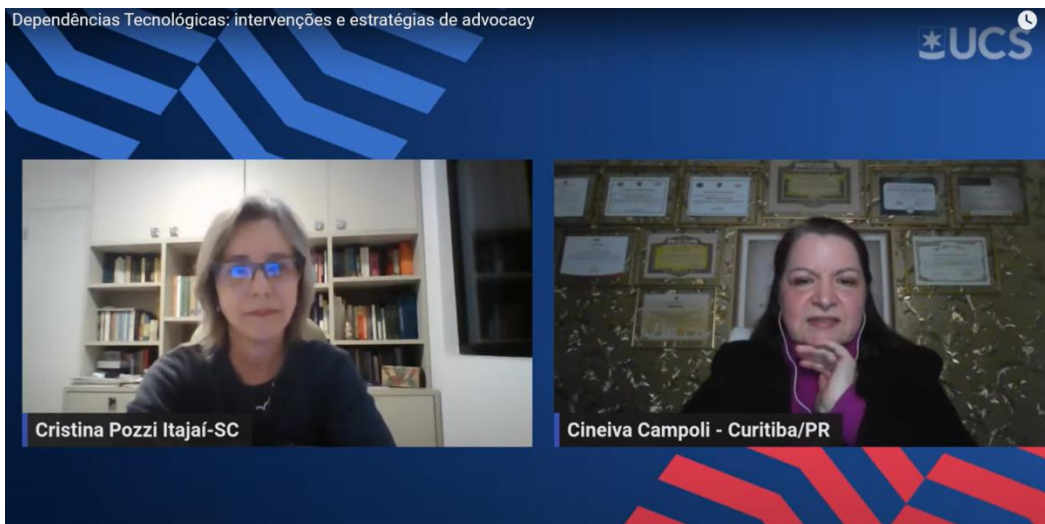 Dependências Tecnológicas: intervenções e estratégias de advocacy
UCS
Cristina Pozzi Itajaí-SC
Cineiva Campoli - Curitiba/PR